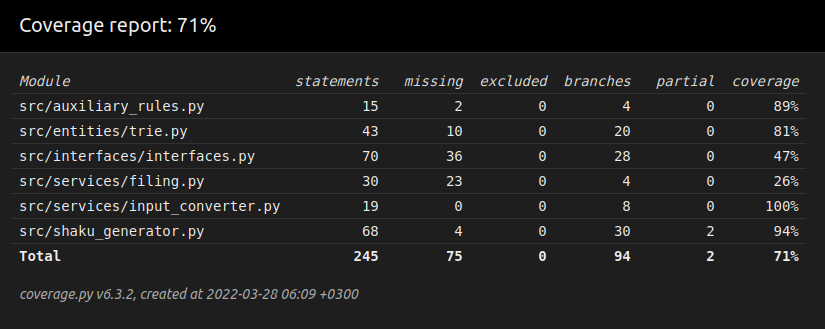 Coverage report: 71%
Module statements missing excluded branches partial coverage
src/auxiliary_rules.py 15 2 0 4 0 89%
src/entities/trie.py 43 10 0 20 0 81%
src/interfaces/interfaces.py 70 36 0 28 0 47%
src/services/filing.py 30 23 0 4 0 26%
src/services/input_converter.py 19 0 0 8 0 100%
src/shaku_generator.py 68 4 0 30 2 94%
Total 245 75 0 94 2 71%
coverage.py v6.3.2, created at 2022-03-28 06:09 +0300